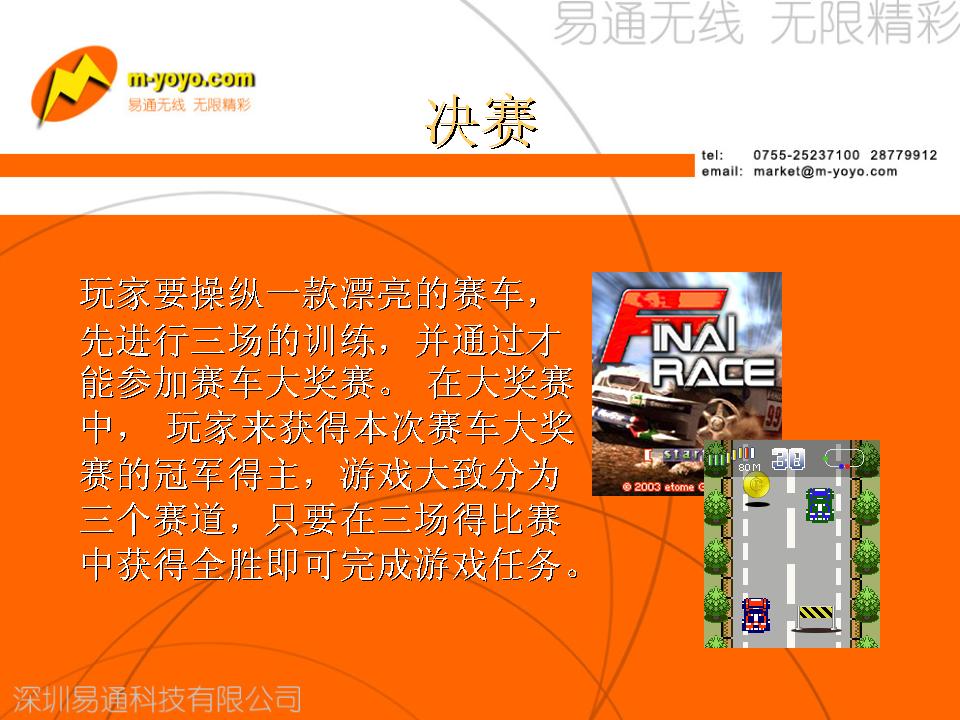 易通无线 无限精彩
m-yoyo.com
易通无线 无限精彩
决赛
tel: 0755-25237100 28779912
email: market@m-yoyo.com
玩家要操纵一款漂亮的赛车，
先进行三场的训练，并通过才
能参加赛车大奖赛。 在大奖赛
中， 玩家来获得本次赛车大奖
赛的冠军得主，游戏大致分为
三个赛道，只要在三场得比赛
中获得全胜即可完成游戏任务。
FINAL
RACE
99
[ star
© 2003 etome G
80M
30
深圳易通科技有限公司